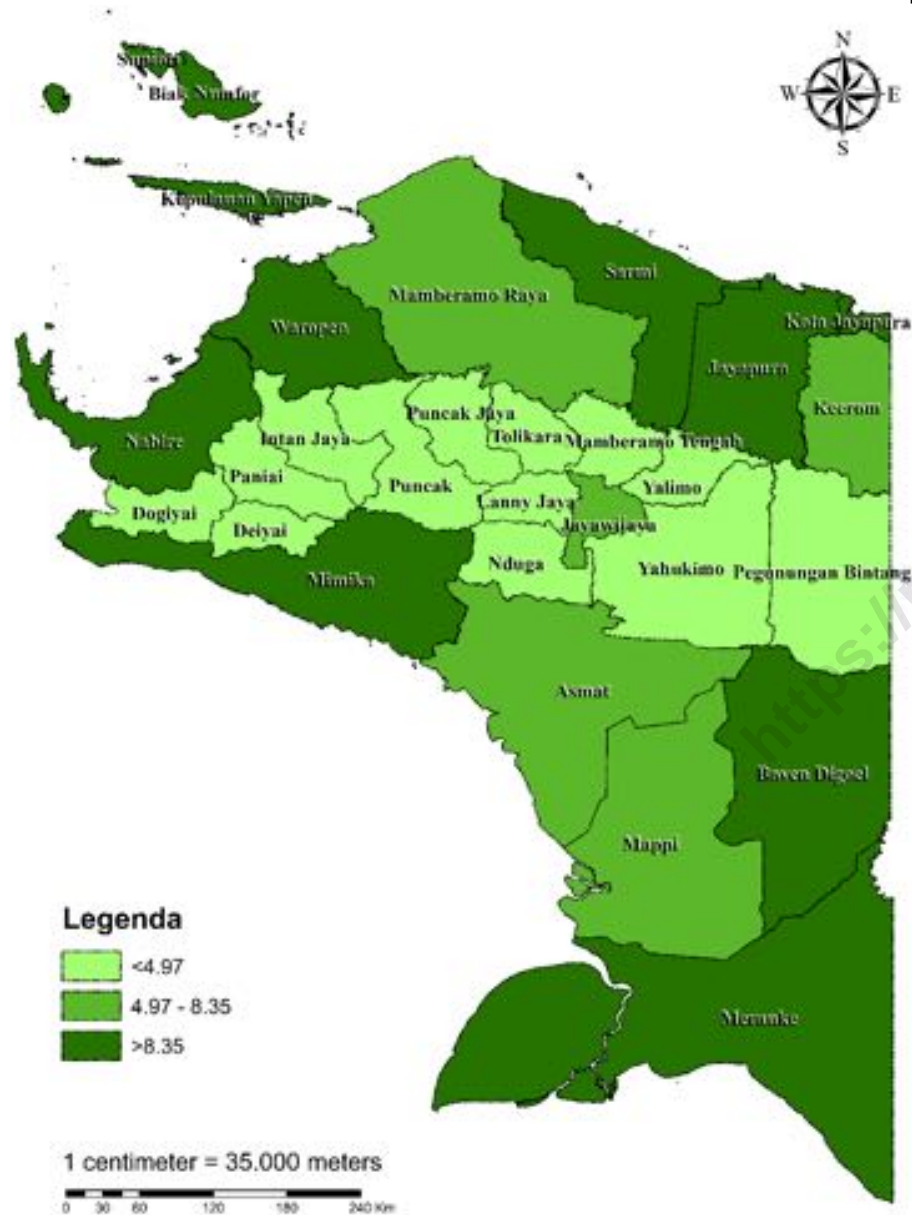 N
W E
S
Supiori
Biak Numfor
Kepulauan Yapen
Sarmi
Mamberamo Raya
Waropen
Kota Jayapura
Jayapura
Keerom
Puncak Jaya
Nabire
Intan Jaya
Tolikara
Mamberamo Tengah
Paniai
Puncak
Yalimo
Lanny Jaya
Dogiyai
Jayawijaya
Deiyai
Nduga
Yahukimo
Pegunungan Bintang
Mimika
https://
Asmat
Boven Digoel
Mappi
Legenda
<4.97
4.97 - 8.35
>8.35
Merauke
1 centimeter = 35.000 meters
0 30 60 120 180 240 Km